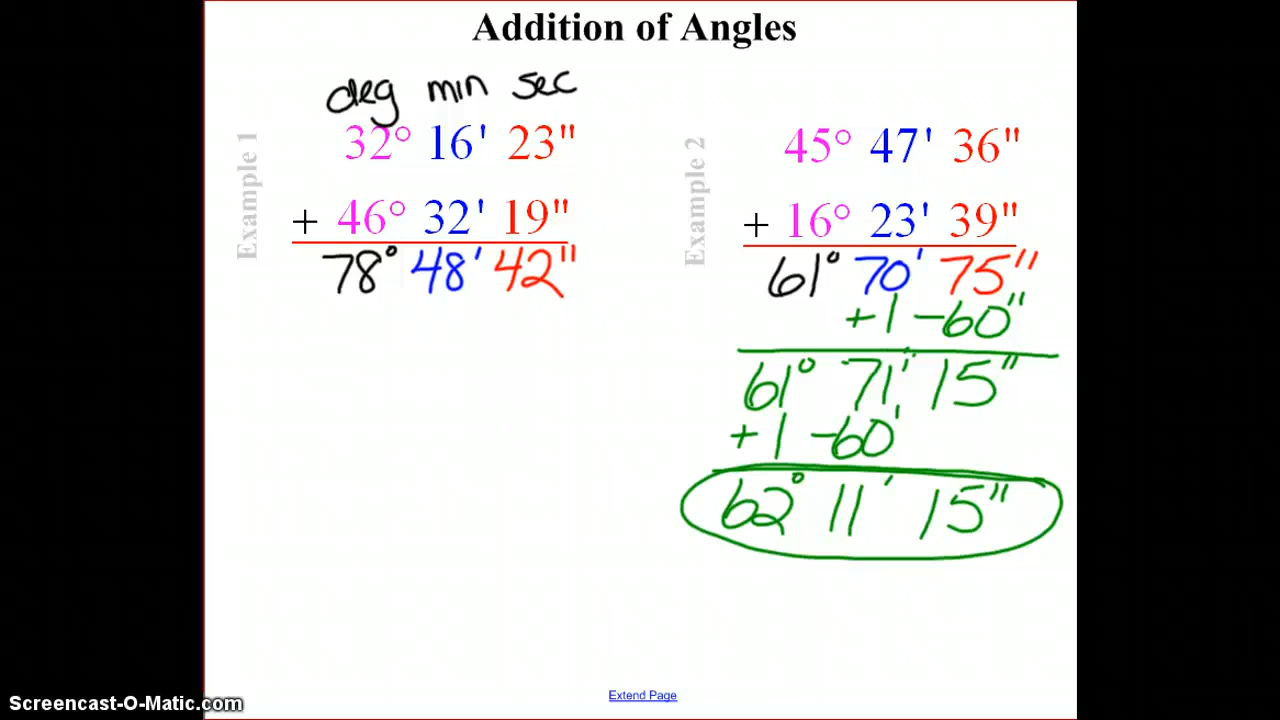 Addition of Angles
Example 1
deg min sec
32° 16' 23"
+ 46° 32' 19"
78° 48' 42"
Example 2
45° 47' 36"
+ 16° 23' 39"
61° 70' 75"
+1 -60"
61° 71' 15"
+1 -60'
62° 11' 15"
Extend Page
Screencast-O-Matic.com